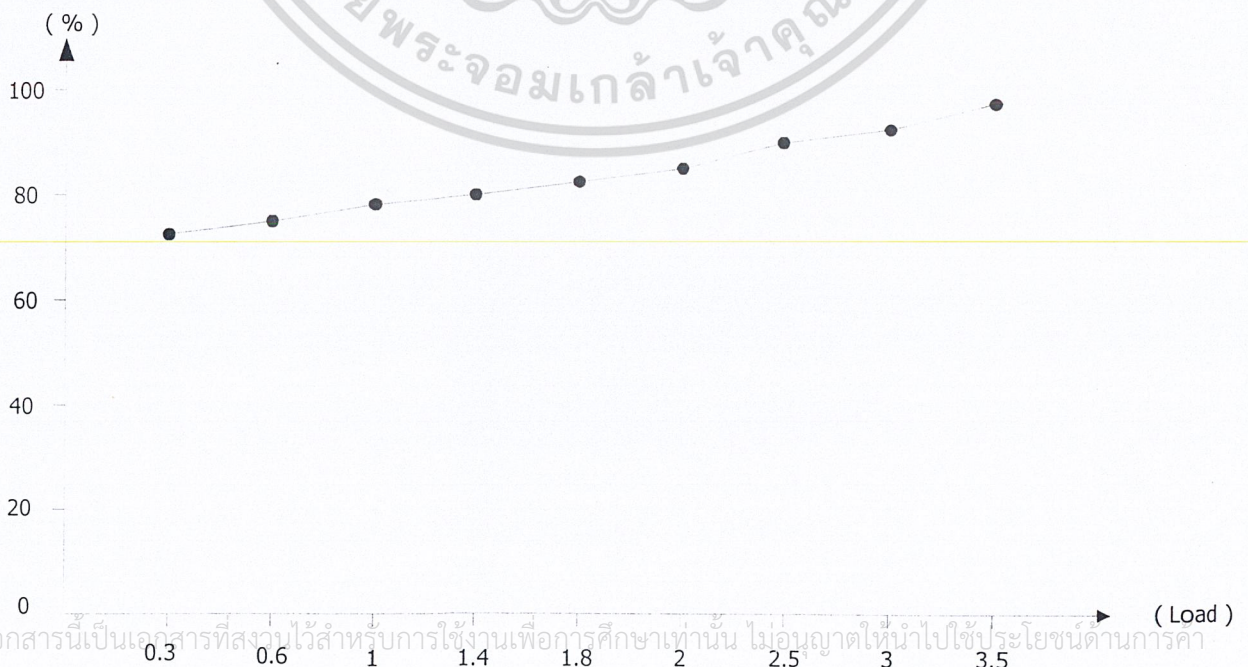 ( % )
พระจอมเกล้าเจ้าคุณ
100
80
60
40
20
0
( Load )
เอกสารนี้เป็นเอกสารที่สงวนไว้สำหรับการใช้งานเพื่อการศึกษาเท่านั้น ไม่อนุญาตให้นำไปใช้ประโยชน์ด้านการค้า
0.3 0.6 1 1.4 1.8 2 2.5 3 3.5